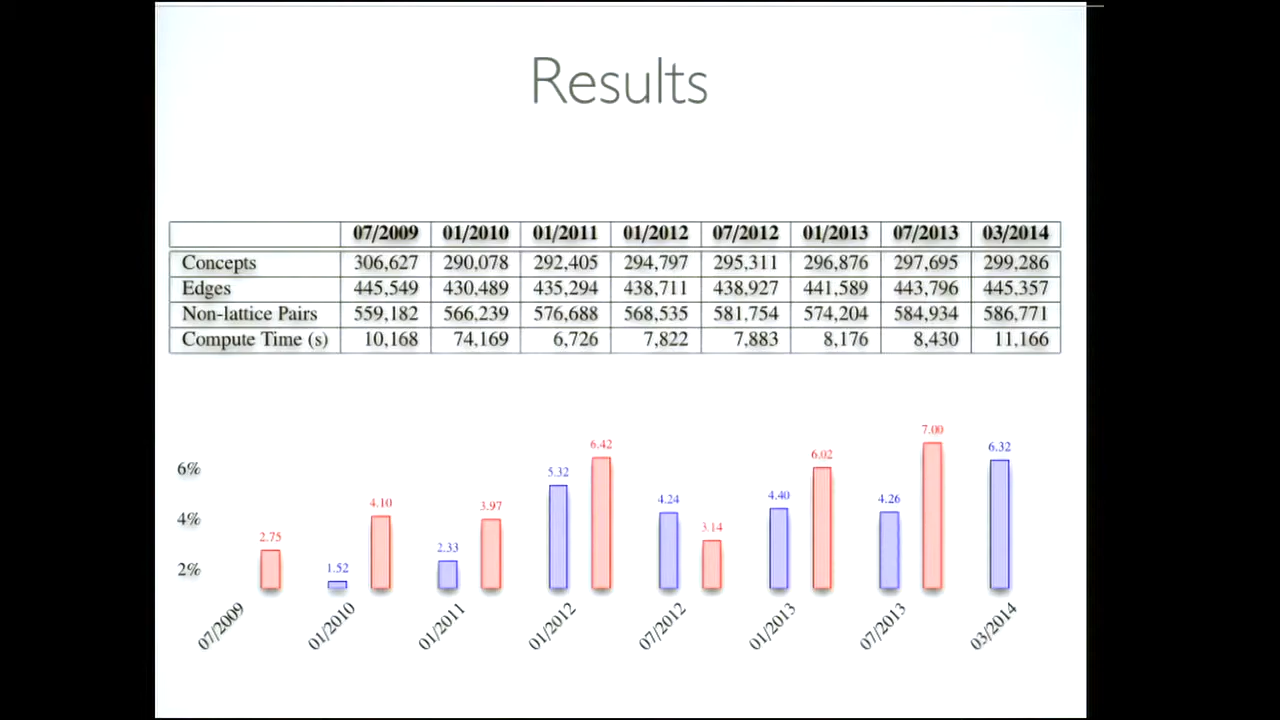 Results
07/2009 01/2010 01/2011 01/2012 07/2012 01/2013 07/2013 03/2014
Concepts 306,627 290,078 292,405 294,797 295,311 296,876 297,695 299,286
Edges 445,549 430,489 435,294 438,711 438,927 441,589 443,796 445,357
Non-lattice Pairs 559,182 566,239 576,688 568,535 581,754 574,204 584,934 586,771
Compute Time (s) 10,168 74,169 6,726 7,822 7,883 8,176 8,430 11,166
7.00
6.42 6.32
6% 6.02
5.32
4.10 4.24 4.40 4.26
4% 3.97
2.75 3.14
2.33
2% 1.52
07/2009 01/2010 01/2011 01/2012 07/2012 01/2013 07/2013 03/2014